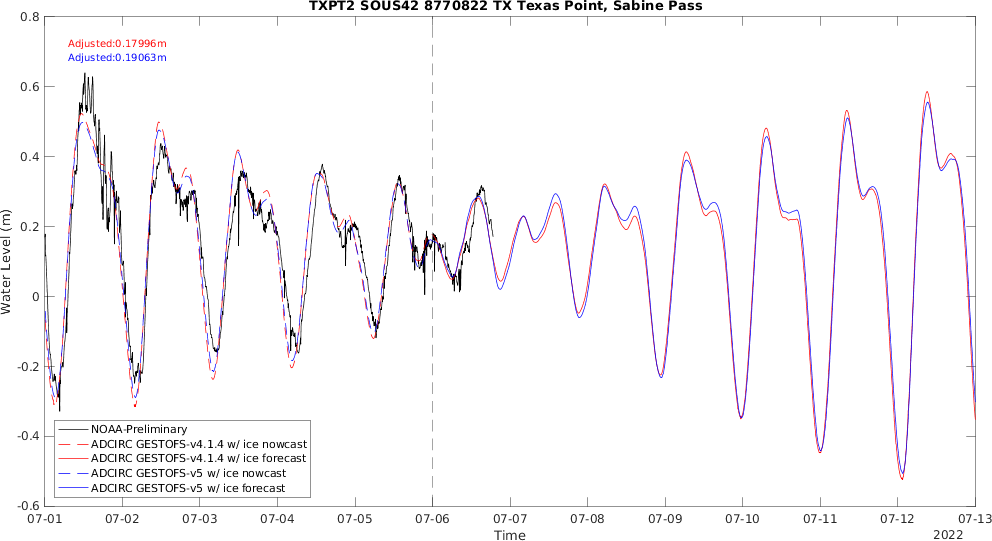 TXPT2 SOUS42 8770822 TX Texas Point, Sabine Pass
0.8
Adjusted:0.17996m
Adjusted:0.19063m
0.6
0.4
0.2
0
-0.2
-0.4
-0.6
Water Level (m)
NOAA-Preliminary
ADCIRC GESTOFS-v4.1.4 w/ ice nowcast
ADCIRC GESTOFS-v4.1.4 w/ ice forecast
ADCIRC GESTOFS-v5 w/ ice nowcast
ADCIRC GESTOFS-v5 w/ ice forecast
07-01 07-02 07-03 07-04 07-05 07-06 07-07 07-08 07-09 07-10 07-11 07-12 07-13
Time
2022